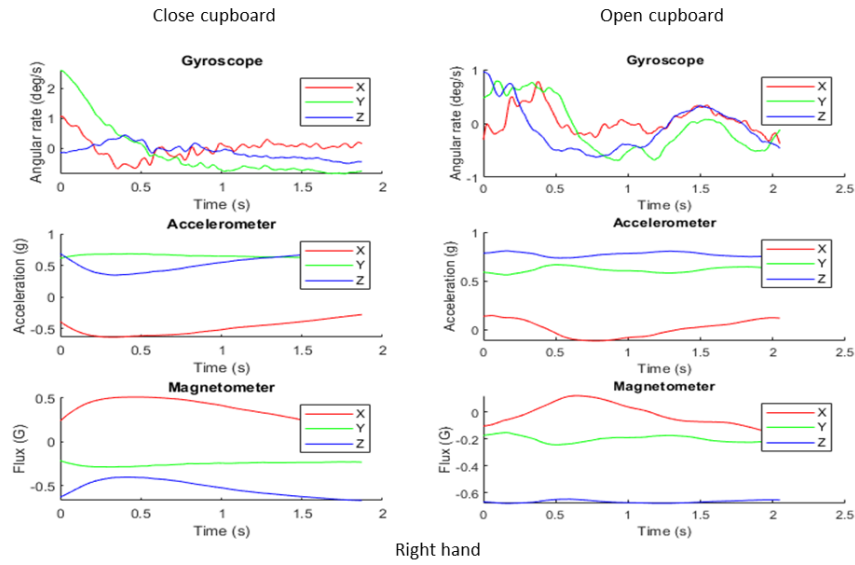 Close cupboard
Gyroscope
Angular rate (deg/s)
2
1
0
X
Y
Z
0 0.5 1 1.5 2
Time (s)
Accelerometer
Acceleration (g)
1
0.5
0
-0.5
X
Y
Z
0 0.5 1 1.5 2
Time (s)
Magnetometer
Flux (G)
0.5
0
-0.5
X
Y
Z
0 0.5 1 1.5 2
Time (s)
Open cupboard
Gyroscope
Angular rate (deg/s)
1
0
-1
X
Y
Z
0 0.5 1 1.5 2 2.5
Time (s)
Accelerometer
Acceleration (g)
1
0.5
0
X
Y
Z
0 0.5 1 1.5 2 2.5
Time (s)
Magnetometer
Flux (G)
0
-0.2
-0.4
-0.6
X
Y
Z
0 0.5 1 1.5 2 2.5
Time (s)
Right hand